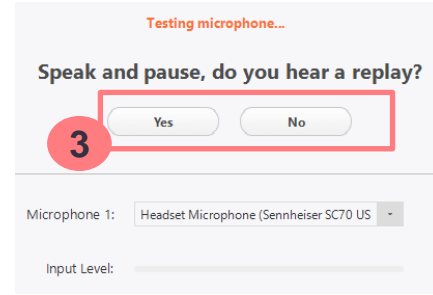 Testing microphone...
Speak and pause, do you hear a replay?
Yes No
3
Microphone 1: Headset Microphone (Sennheiser SC70 US
Input Level: